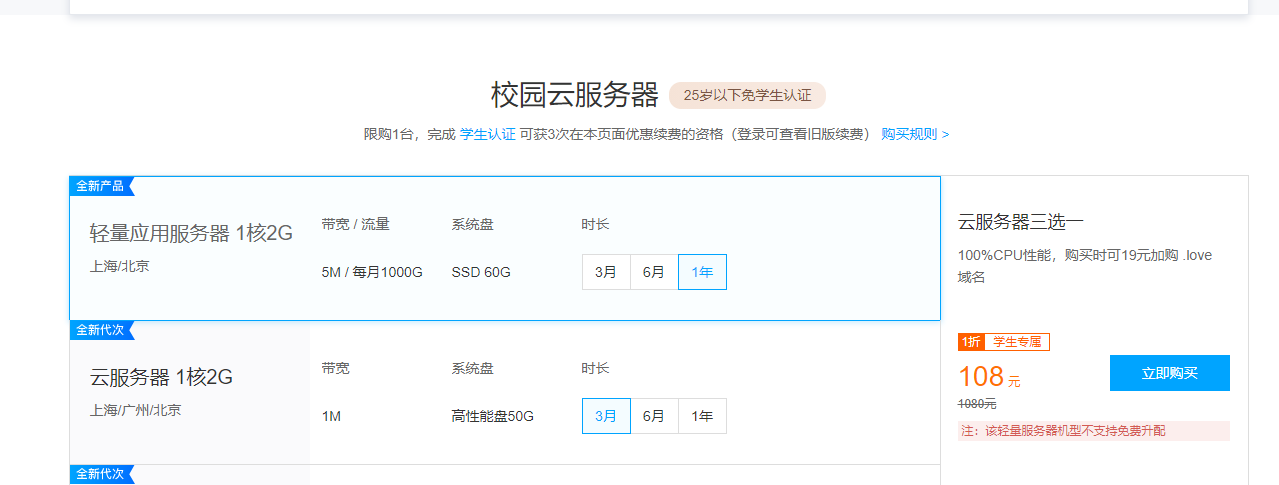 校园云服务器 25岁以下免学生认证
限购1台，完成 学生认证 可获3次在本页面优惠续费的资格（登录可查看旧版续费） 购买规则 >
全新产品
轻量应用服务器 1核2G
上海/北京
带宽 / 流量 系统盘 时长
5M / 每月1000G SSD 60G 3月 6月 1年
全新代次
云服务器 1核2G
上海/广州/北京
带宽 系统盘 时长
1M 高性能盘50G 3月 6月 1年
全新代次
云服务器三选一
100%CPU性能，购买时可19元加购 .love
域名
1折 学生专属
108 元
1080元
立即购买
注：该轻量服务器机型不支持免费升配